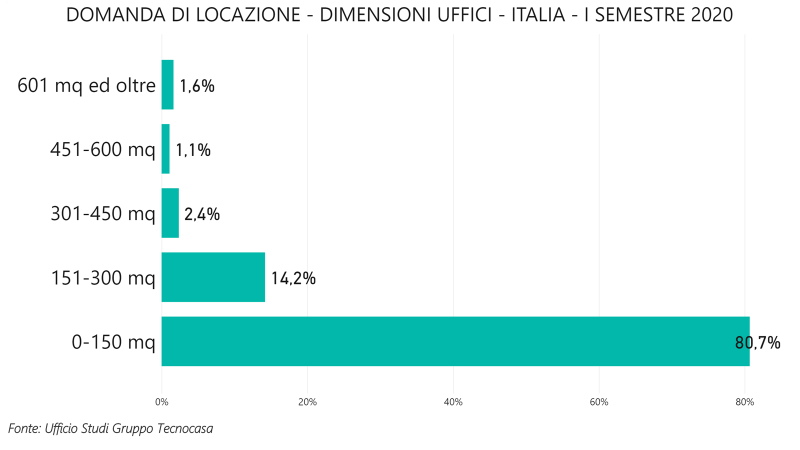 DOMANDA DI LOCAZIONE - DIMENSIONI UFFICI - ITALIA - I SEMESTRE 2020
601 mq ed oltre 1,6%
451-600 mq 1,1%
301-450 mq 2,4%
151-300 mq 14,2%
0-150 mq 80,7%
0% 20% 40% 60% 80%
Fonte: Ufficio Studi Gruppo Tecnocasa